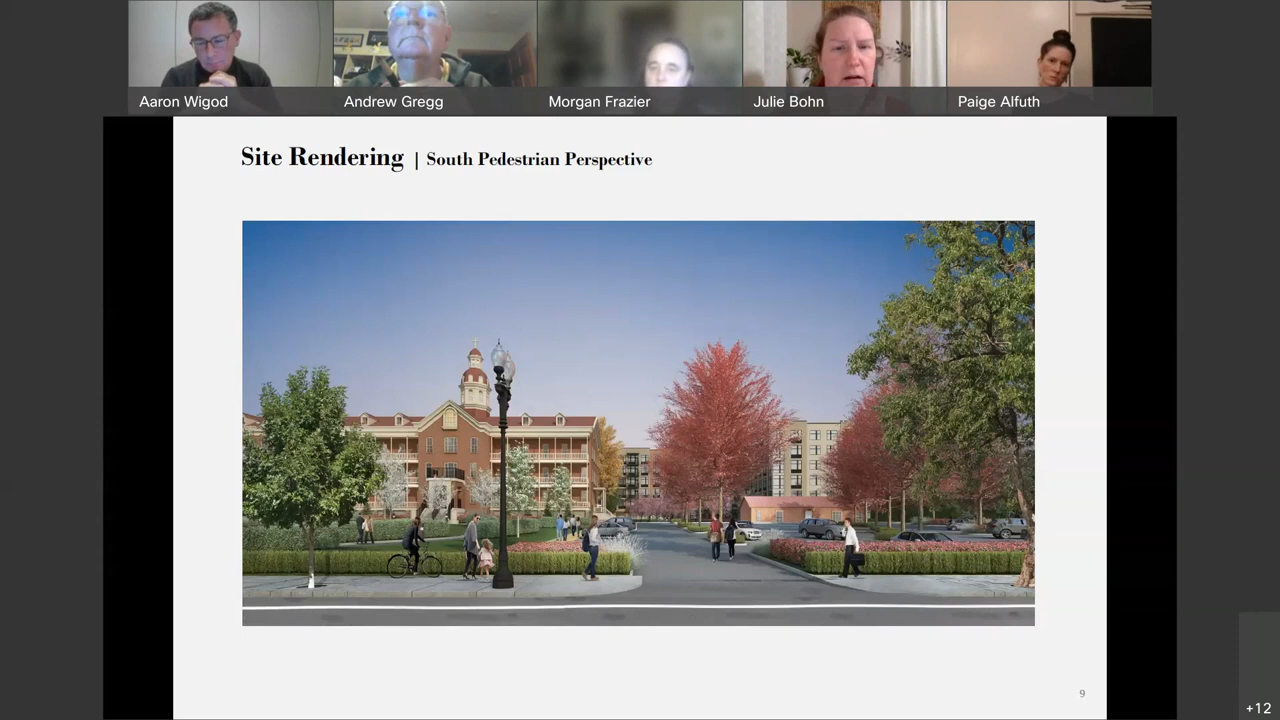 Aaron Wigod
Andrew Gregg
Morgan Frazier
Julie Bohn
Paige Alfuth
Site Rendering | South Pedestrian Perspective
9
+12